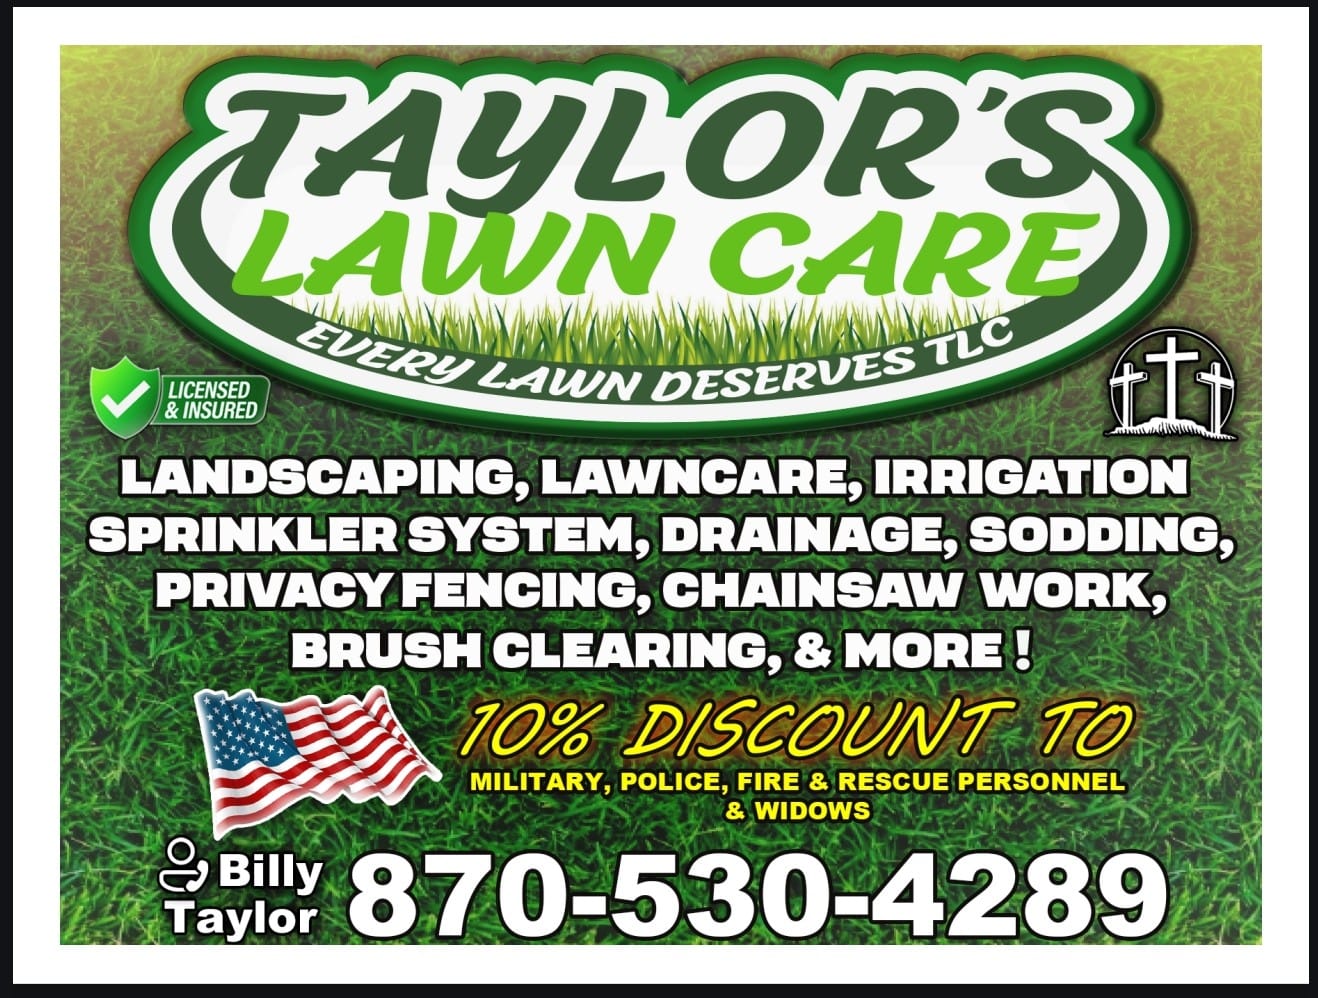 TAYLOR'S
LAWN CARE
EVERY LAWN DESERVES TLC
LICENSED
& INSURED
LANDSCAPING, LAWNCARE, IRRIGATION
SPRINKLER SYSTEM, DRAINAGE, SODDING,
PRIVACY FENCING, CHAINSAW WORK,
BRUSH CLEARING, & MORE !
10% DISCOUNT TO
MILITARY, POLICE, FIRE & RESCUE PERSONNEL
& WIDOWS
Billy
Taylor
870-530-4289